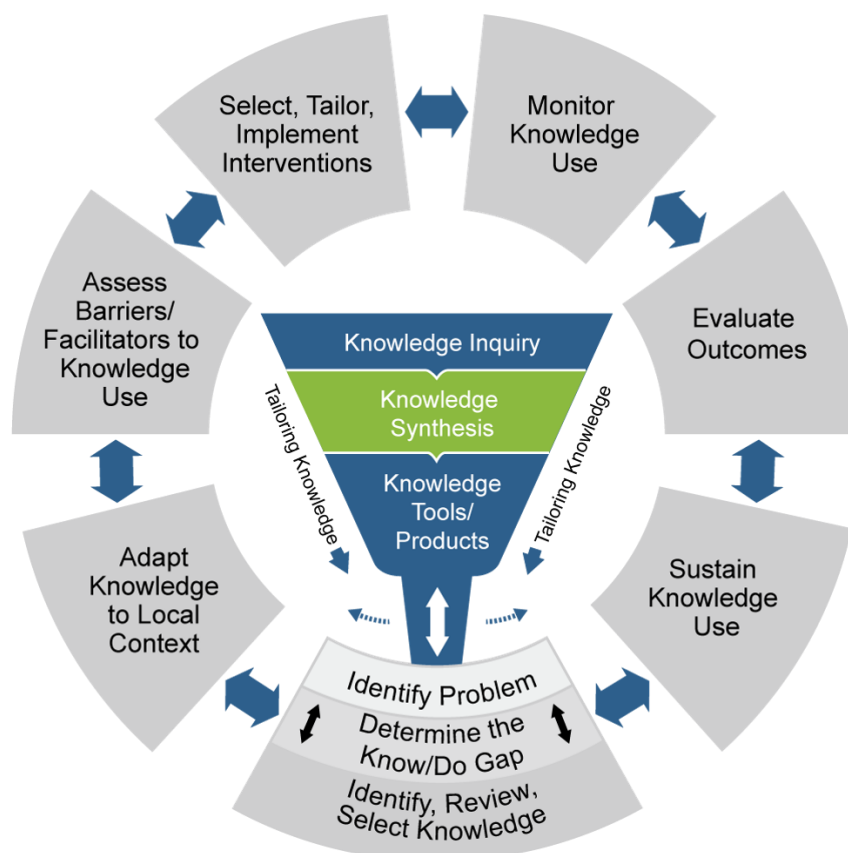 Select, Tailor,
Implement
Interventions
Monitor
Knowledge
Use
Assess
Barriers/
Facilitators to
Knowledge
Use
Evaluate
Outcomes
Knowledge Inquiry
Knowledge
Synthesis
Knowledge
Tools/
Products
Tailoring Knowledge
Tailoring Knowledge
Adapt
Knowledge
to Local
Context
Sustain
Knowledge
Use
Identify Problem
Determine the
Know/Do Gap
Identify, Review,
Select Knowledge